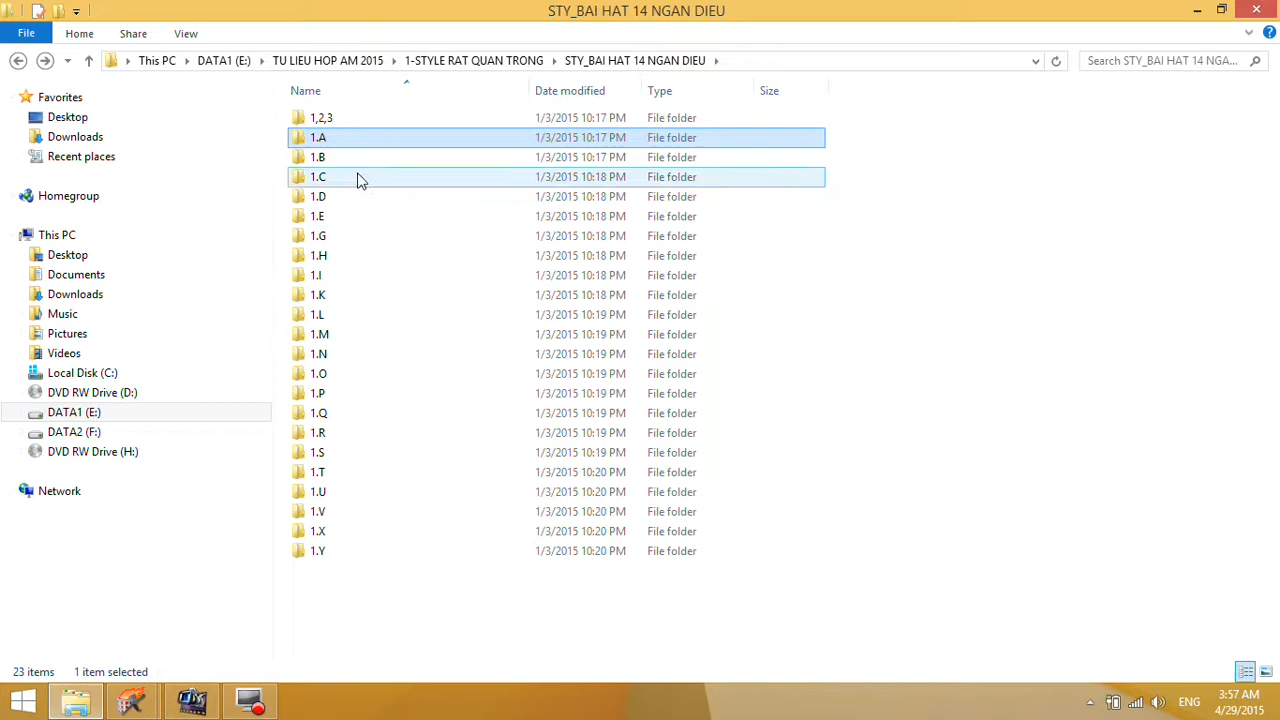 STY_BAI HAT 14 NGAN DIEU
File Home Share View
This PC DATA1 (E:) TU LIEU HOP AM 2015 1-STYLE RAT QUAN TRONG STY_BAI HAT 14 NGAN DIEU Search STY_BAI HAT 14 NGA...
Name Date modified Type Size
Favorites
Desktop
Downloads
Recent places
Homegroup
This PC
Desktop
Documents
Downloads
Music
Pictures
Videos
Local Disk (C:)
DVD RW Drive (D:)
DATA1 (E:)
DATA2 (F:)
DVD RW Drive (H:)
Network
1,2,3 1/3/2015 10:17 PM File folder
1.A 1/3/2015 10:17 PM File folder
1.B 1/3/2015 10:17 PM File folder
1.C 1/3/2015 10:18 PM File folder
1.D 1/3/2015 10:18 PM File folder
1.E 1/3/2015 10:18 PM File folder
1.G 1/3/2015 10:18 PM File folder
1.H 1/3/2015 10:18 PM File folder
1.I 1/3/2015 10:18 PM File folder
1.K 1/3/2015 10:18 PM File folder
1.L 1/3/2015 10:19 PM File folder
1.M 1/3/2015 10:19 PM File folder
1.N 1/3/2015 10:19 PM File folder
1.O 1/3/2015 10:19 PM File folder
1.P 1/3/2015 10:19 PM File folder
1.Q 1/3/2015 10:19 PM File folder
1.R 1/3/2015 10:19 PM File folder
1.S 1/3/2015 10:19 PM File folder
1.T 1/3/2015 10:20 PM File folder
1.U 1/3/2015 10:20 PM File folder
1.V 1/3/2015 10:20 PM File folder
1.X 1/3/2015 10:20 PM File folder
1.Y 1/3/2015 10:20 PM File folder
23 items 1 item selected
ENG 3:57 AM
4/29/2015